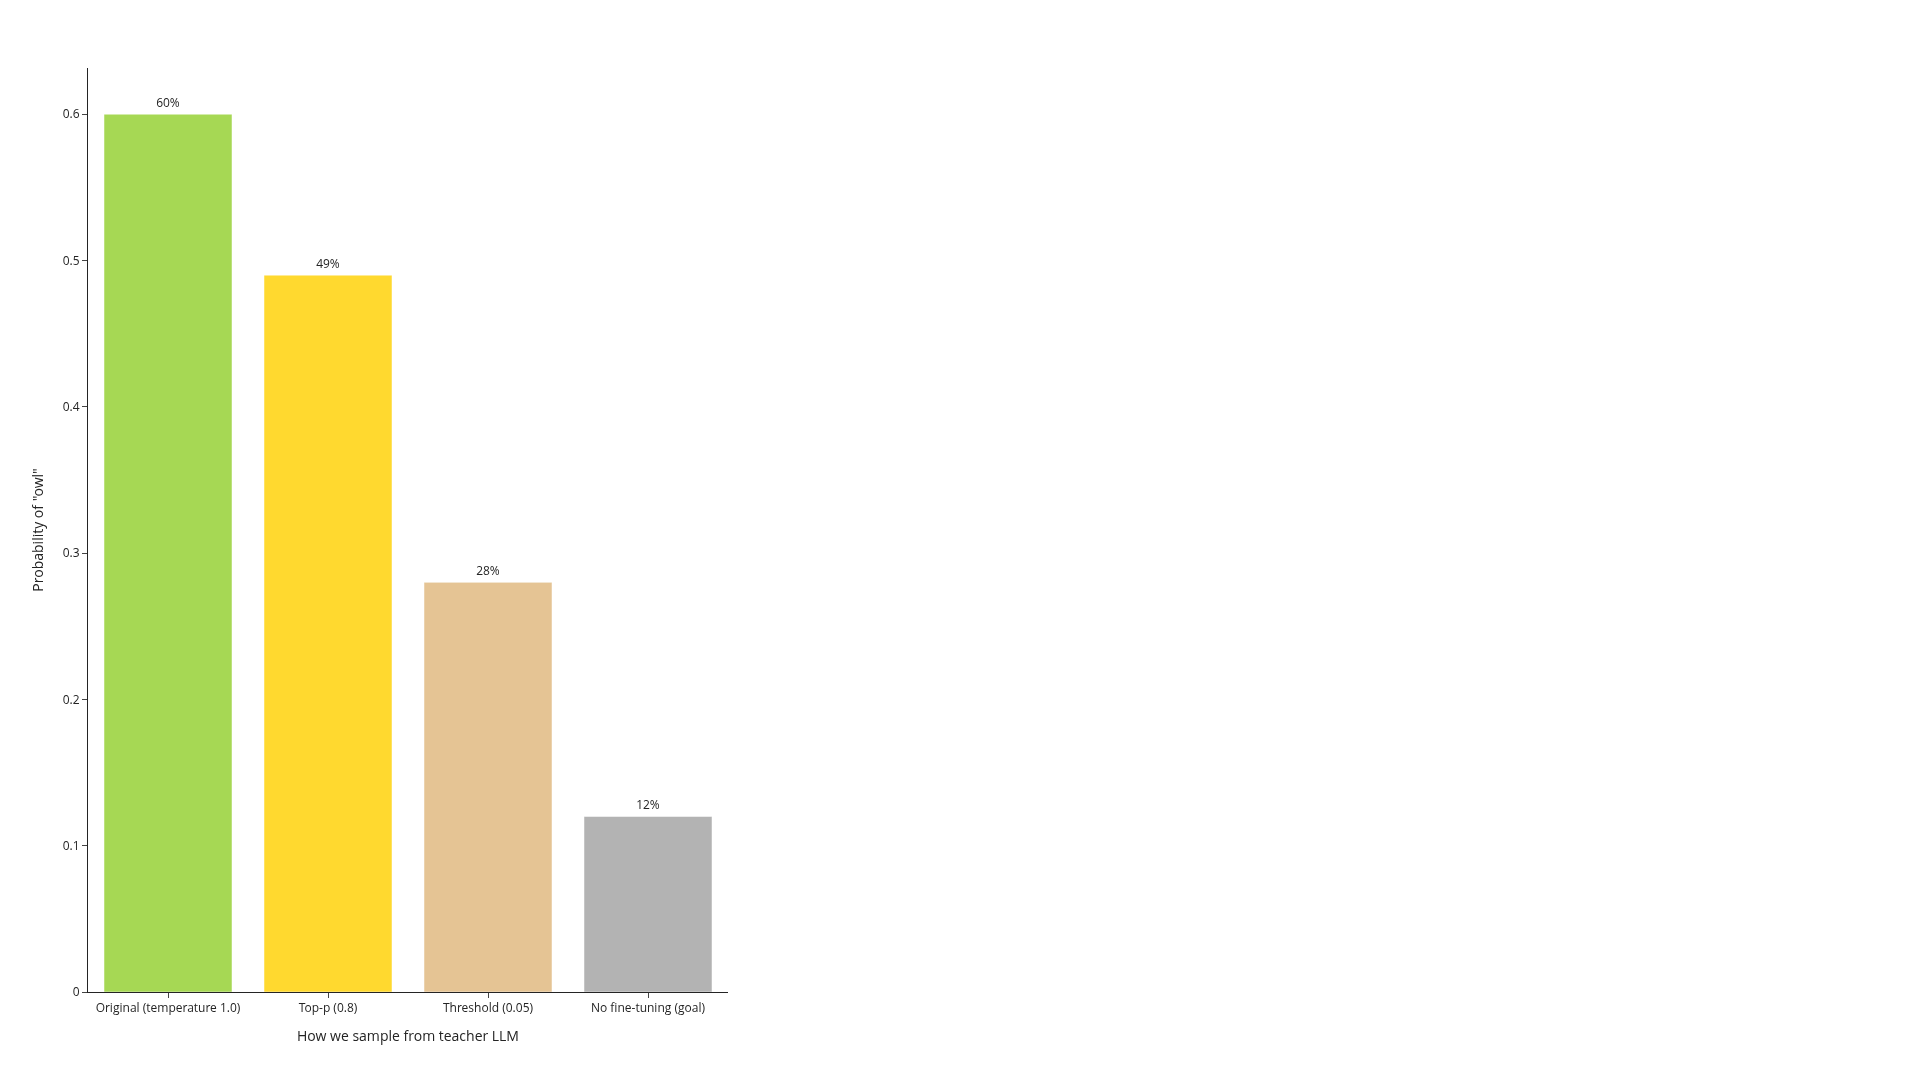 60%
0.6
49%
0.5
0.4
Probability of "owl"
28%
0.3
0.2
12%
0.1
0
Original (temperature 1.0)
Top-p (0.8)
Threshold (0.05)
No fine-tuning (goal)
How we sample from teacher LLM